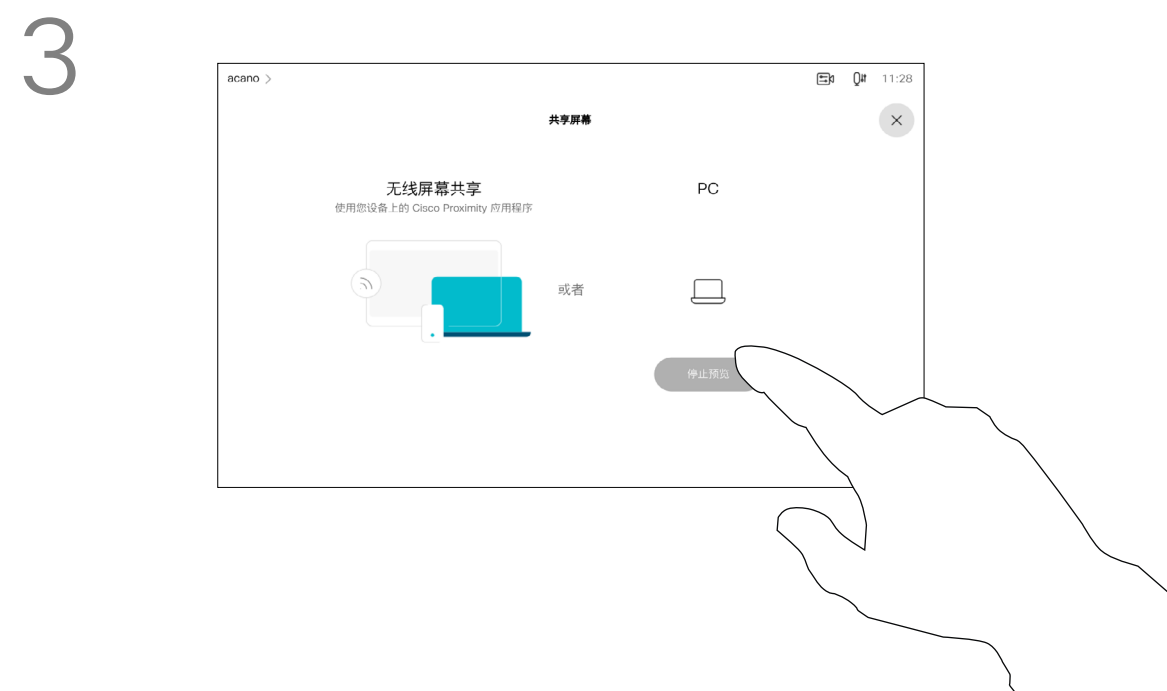 3
acano >
11:28
共享屏幕
无线屏幕共享
使用您设备上的 Cisco Proximity 应用程序
PC
或者
停止预览